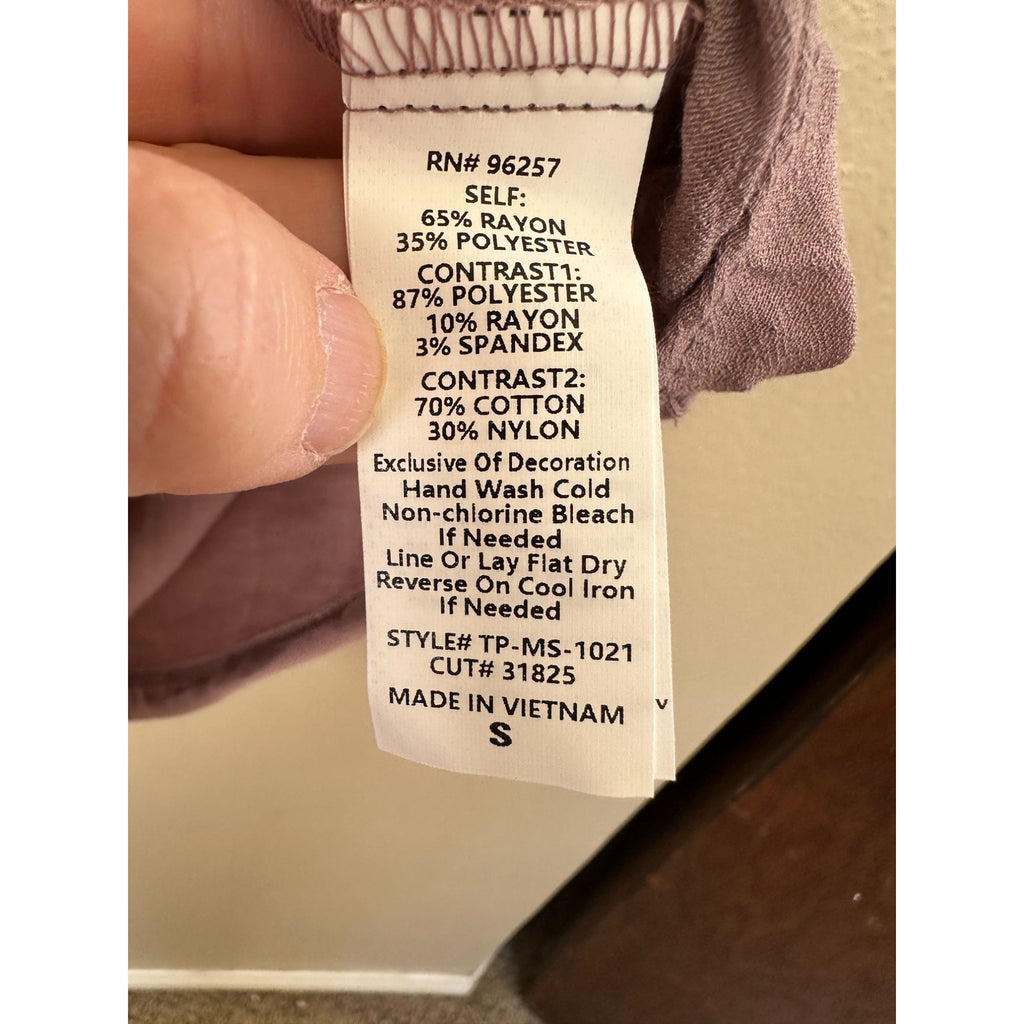 RN# 96257
SELF:
65% RAYON
35% POLYESTER
CONTRAST1:
87% POLYESTER
10% RAYON
3% SPANDEX
CONTRAST2:
70% COTTON
30% NYLON
Exclusive Of Decoration
Hand Wash Cold
Non-chlorine Bleach
If Needed
Line Or Lay Flat Dry
Reverse On Cool Iron
If Needed
STYLE# TP-MS-1021
CUT# 31825
MADE IN VIETNAM
S